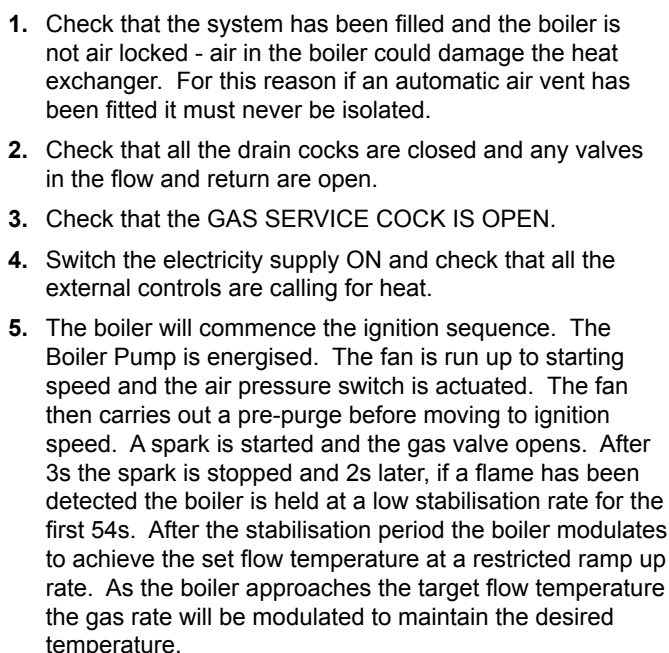 1. Check that the system has been filled and the boiler is
not air locked - air in the boiler could damage the heat
exchanger. For this reason if an automatic air vent has
been fitted it must never be isolated.
2. Check that all the drain cocks are closed and any valves
in the flow and return are open.
3. Check that the GAS SERVICE COCK IS OPEN.
4. Switch the electricity supply ON and check that all the
external controls are calling for heat.
5. The boiler will commence the ignition sequence. The
Boiler Pump is energised. The fan is run up to starting
speed and the air pressure switch is actuated. The fan
then carries out a pre-purge before moving to ignition
speed. A spark is started and the gas valve opens. After
3s the spark is stopped and 2s later, if a flame has been
detected the boiler is held at a low stabilisation rate for the
first 54s. After the stabilisation period the boiler modulates
to achieve the set flow temperature at a restricted ramp up
rate. As the boiler approaches the target flow temperature
the gas rate will be modulated to maintain the desired
temperature.